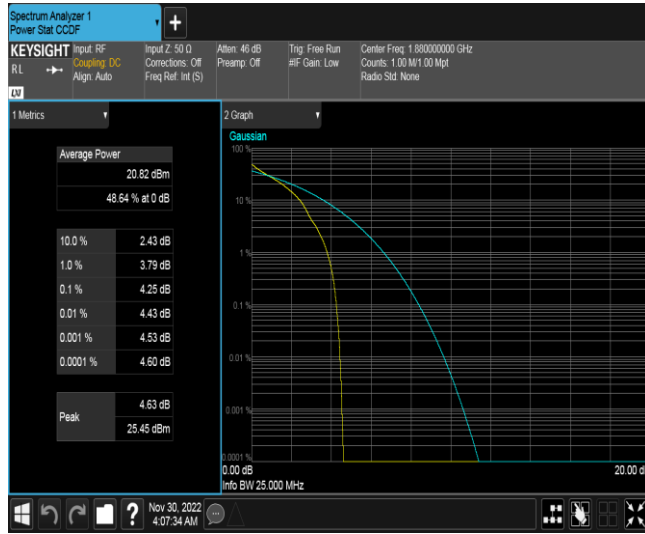 Spectrum Analyzer 1
Power Stat CCDF
+
KEYSIGHT
RL
LXI
Input: RF
Coupling: DC
Align: Auto
Input Z: 50 Ω
Corrections: Off
Freq Ref: Int (S)
Atten: 46 dB
Preamp: Off
Trig: Free Run
#IF Gain: Low
Center Freq: 1.880000000 GHz
Counts: 1.00 M/1.00 Mpt
Radio Std: None
1 Metrics
Average Power
20.82 dBm
48.64 % at 0 dB
10.0 % 2.43 dB
1.0 % 3.79 dB
0.1 % 4.25 dB
0.01 % 4.43 dB
0.001 % 4.53 dB
0.0001 % 4.60 dB
Peak
4.63 dB
25.45 dBm
2 Graph
Gaussian
100 %
10 %
1 %
0.1 %
0.01 %
0.001 %
0.0001 %
0.00 dB
20.00 d
Info BW 25.000 MHz
?
Nov 30, 2022
4:07:34 AM